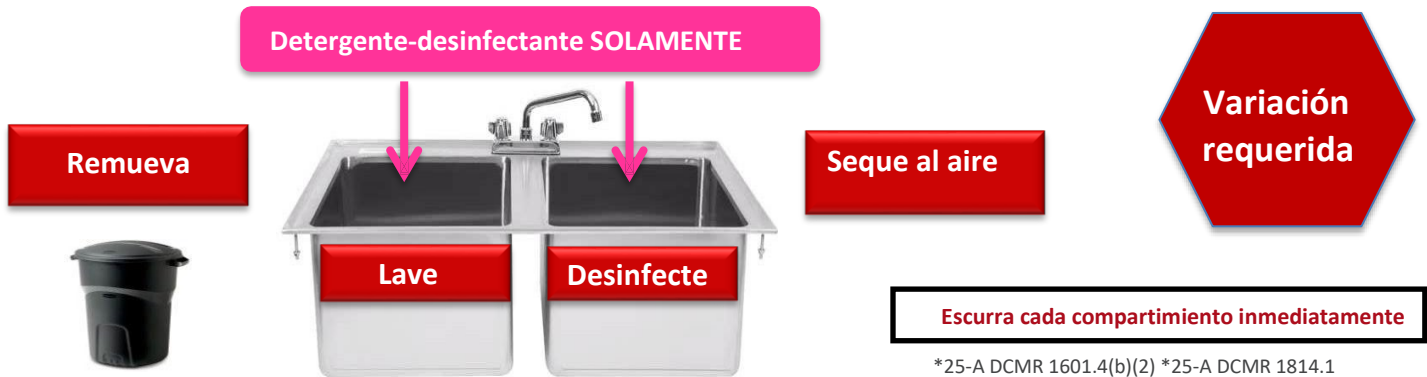 Detergente-desinfectante SOLAMENTE
Variación
requerida
Remueva
Seque al aire
Lave
Desinfecte
Escurra cada compartimiento inmediatamente
*25-A DCMR 1601.4(b)(2) *25-A DCMR 1814.1